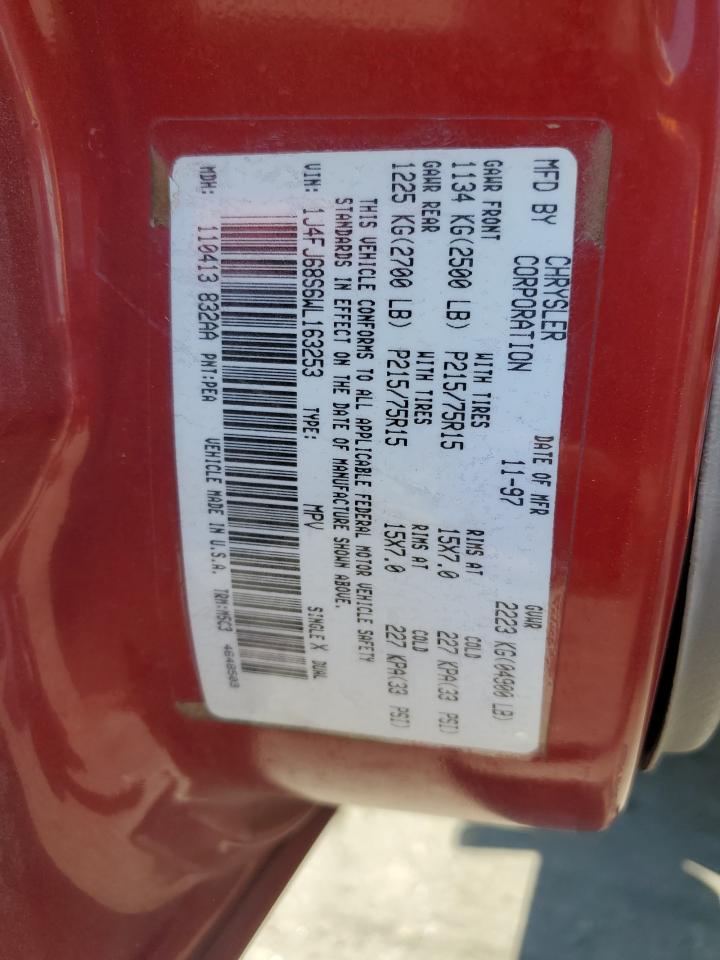 MFD BY CHRYSLER CORPORATION DATE OF MFR 11-97 GVWR 2223 KG(04900 LB)
GAWR FRONT WITH TIRES RIMS AT COLD
1134 KG(2500 LB) P215/75R15 15X7.0 227 KPA(33 PSI)
GAWR REAR WITH TIRES RIMS AT COLD
1225 KG(2700 LB) P215/75R15 15X7.0 227 KPA(33 PSI)
THIS VEHICLE CONFORMS TO ALL APPLICABLE FEDERAL MOTOR VEHICLE SAFETY
STANDARDS IN EFFECT ON THE DATE OF MANUFACTURE SHOWN ABOVE.
VIN: 1J4FJ68S6WL163253 TYPE: MPV SINGLE X DUAL
MDH: 110413 832AA PNT:PEA VEHICLE MADE IN U.S.A. TRM:M5C3 4648503